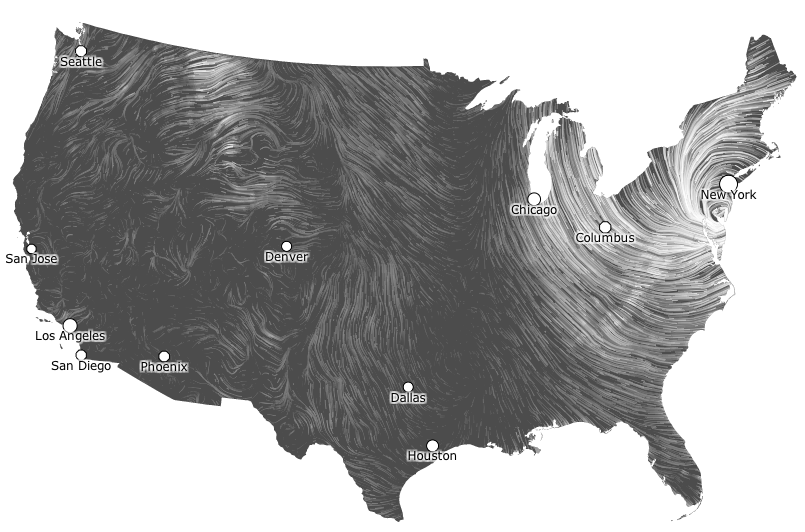 Seattle
New York
Chicago
Columbus
San Jose
Denver
Los Angeles
San Diego
Phoenix
Dallas
Houston